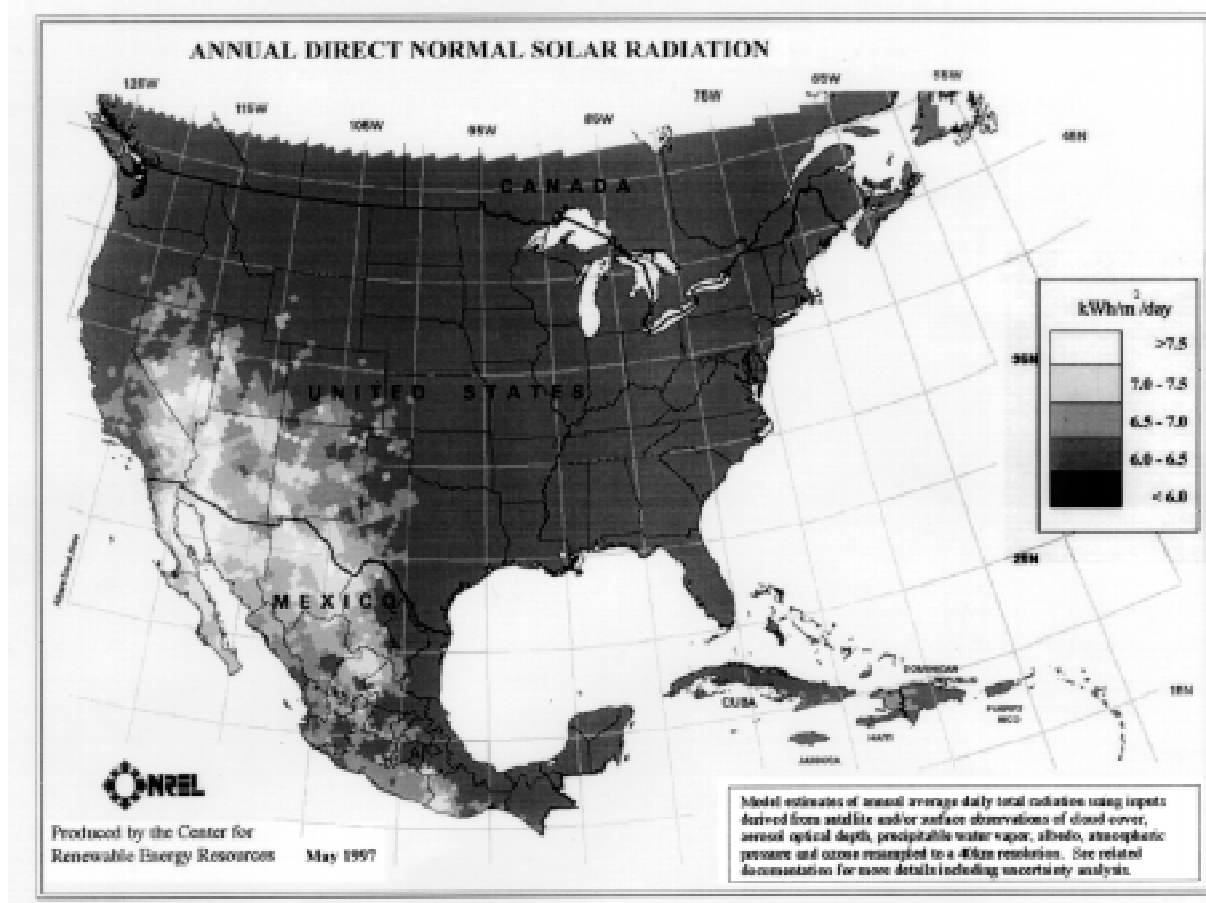 ANNUAL DIRECT NORMAL SOLAR RADIATION
115W
105W
95W
85W
75W
65W
55W
45N
CANADA
2
kWh/m /day
>7.5
7.0 - 7.5
6.5 - 7.0
6.0 - 6.5
< 6.0
35N
UNITED STATES
25N
MEXICO
DOMINICAN
REPUBLIC
CUBA
PUERTO
RICO
HAITI
JAMAICA
NREL
Produced by the Center for
Renewable Energy Resources May 1997
Model estimates of annual average daily total radiation using inputs
derived from satellite and/or surface observations of cloud cover,
aerosol optical depth, precipitable water vapor, albedo, atmospheric
pressure and ozone resampled to a 40km resolution. See related
documentation for more details including uncertainty analysis.